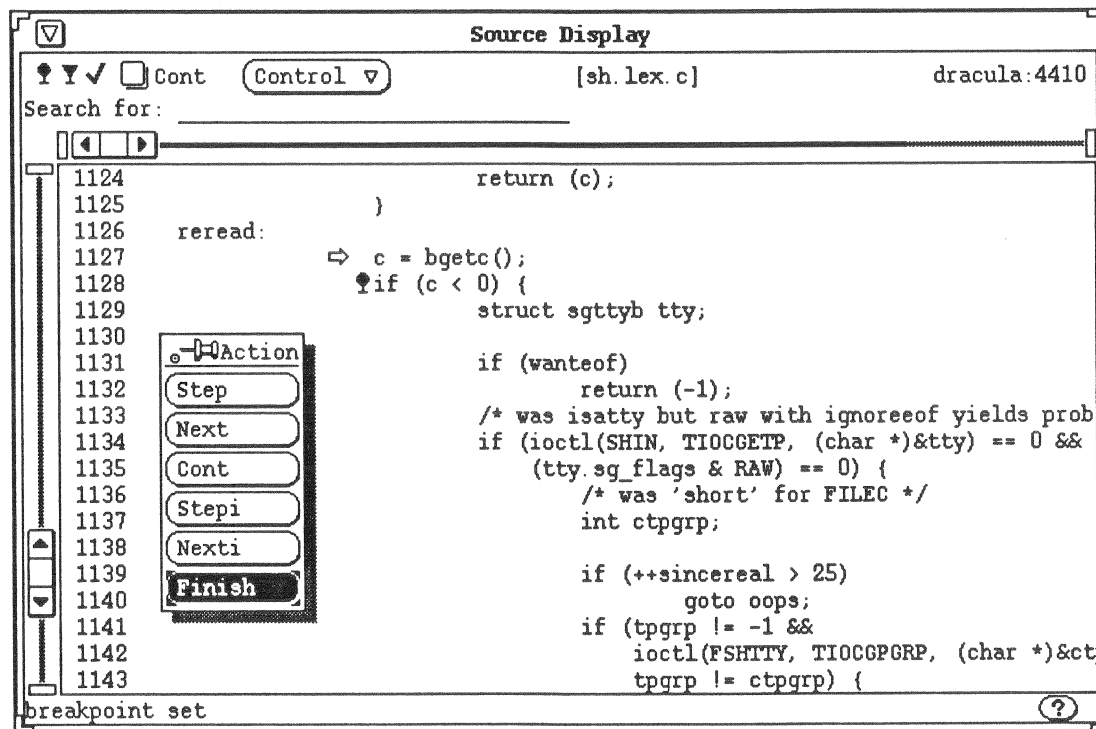 Source Display
Cont Control [sh.lex.c] dracula:4410
Search for:
1124 return (c);
1125 }
1126 reread:
1127 c = bgetc();
1128 if (c < 0) {
1129 struct sgttyb tty;
1130
1131 if (wanteof)
1132 return (-1);
1133 /* was isatty but raw with ignoreeof yields prob
1134 if (ioctl(SHIN, TIOCGETP, (char *)&tty) == 0 &&
1135 (tty.sg_flags & RAW) == 0) {
1136 /* was 'short' for FILEC */
1137 int ctpgrp;
1138
1139 if (++sincereal > 25)
1140 goto oops;
1141 if (tpgrp != -1 &&
1142 ioctl(FSHTTY, TIOCGPGRP, (char *)&ct
1143 tpgrp != ctpgrp) {
Action
Step
Next
Cont
Stepi
Nexti
Finish
breakpoint set ?